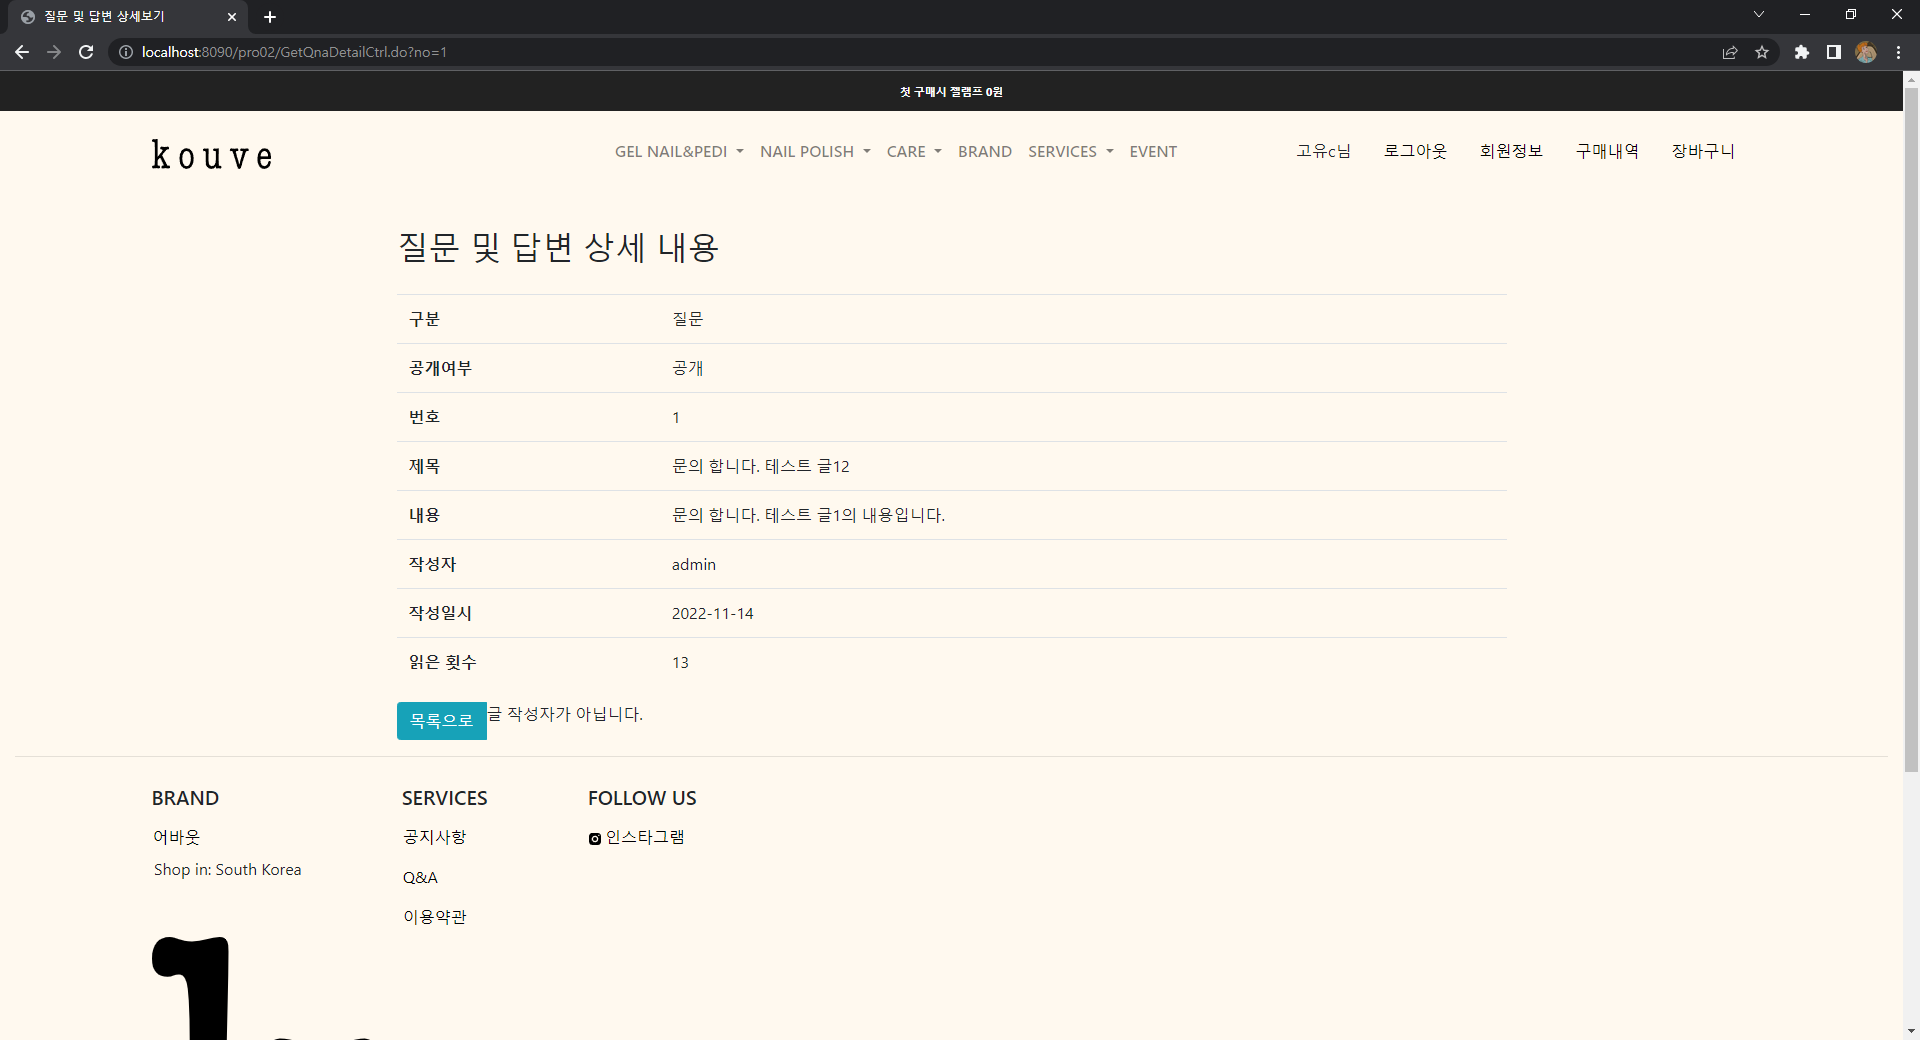 질문 및 답변 상세보기
localhost:8090/pro02/GetQnaDetailCtrl.do?no=1
첫 구매시 젤램프 0원
kouve
GEL NAIL&PEDI NAIL POLISH CARE BRAND SERVICES EVENT
고유c님 로그아웃 회원정보 구매내역 장바구니
질문 및 답변 상세 내용
구분 질문
공개여부 공개
번호 1
제목 문의 합니다. 테스트 글12
내용 문의 합니다. 테스트 글1의 내용입니다.
작성자 admin
작성일시 2022-11-14
읽은 횟수 13
목록으로 글 작성자가 아닙니다.
BRAND SERVICES FOLLOW US
어바웃 공지사항 인스타그램
Shop in: South Korea Q&A
이용약관